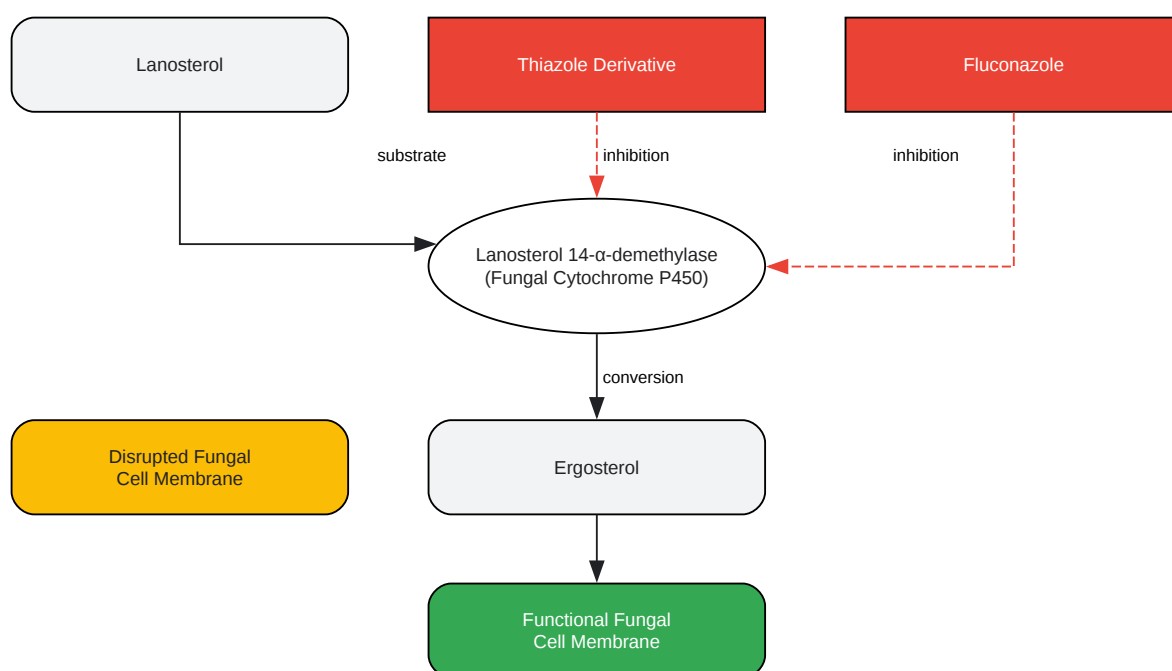 Lanosterol
Thiazole Derivative
Fluconazole
substrate
inhibition
inhibition
Lanosterol 14-α-demethylase
(Fungal Cytochrome P450)
conversion
Disrupted Fungal
Cell Membrane
Ergosterol
Functional Fungal
Cell Membrane